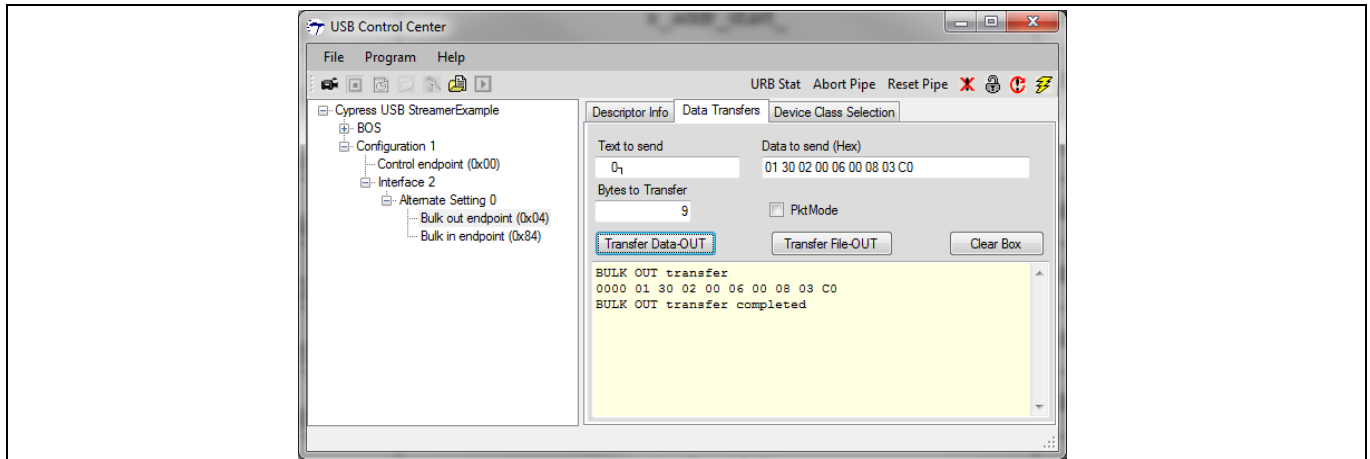 USB Control Center
File Program Help
URB Stat Abort Pipe Reset Pipe
Cypress USB StreamerExample
BOS
Configuration 1
Control endpoint (0x00)
Interface 2
Alternate Setting 0
Bulk out endpoint (0x04)
Bulk in endpoint (0x84)
Descriptor Info Data Transfers Device Class Selection
Text to send Data to send (Hex)
0┐ 01 30 02 00 06 00 08 03 C0
Bytes to Transfer
9 PktMode
Transfer Data-OUT Transfer File-OUT Clear Box
BULK OUT transfer
0000 01 30 02 00 06 00 08 03 C0
BULK OUT transfer completed